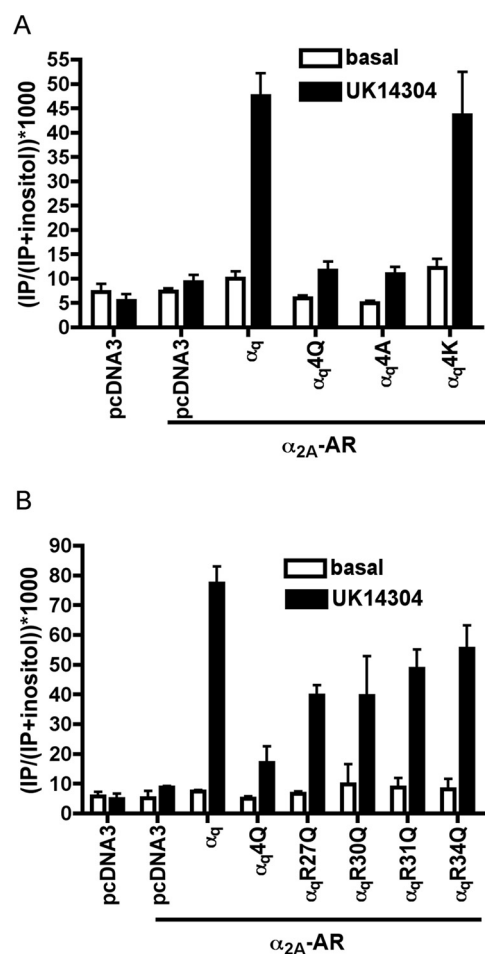 A
(IP/(IP+inositol))*1000
55
50
45
40
35
30
25
20
15
10
5
0
basal
UK14304
pcDNA3
pcDNA3
αq
αq4Q
αq4A
αq4K
α2A-AR
B
(IP/(IP+inositol))*1000
90
80
70
60
50
40
30
20
10
0
basal
UK14304
pcDNA3
pcDNA3
αq
αq4Q
αqR27Q
αqR30Q
αqR31Q
αqR34Q
α2A-AR